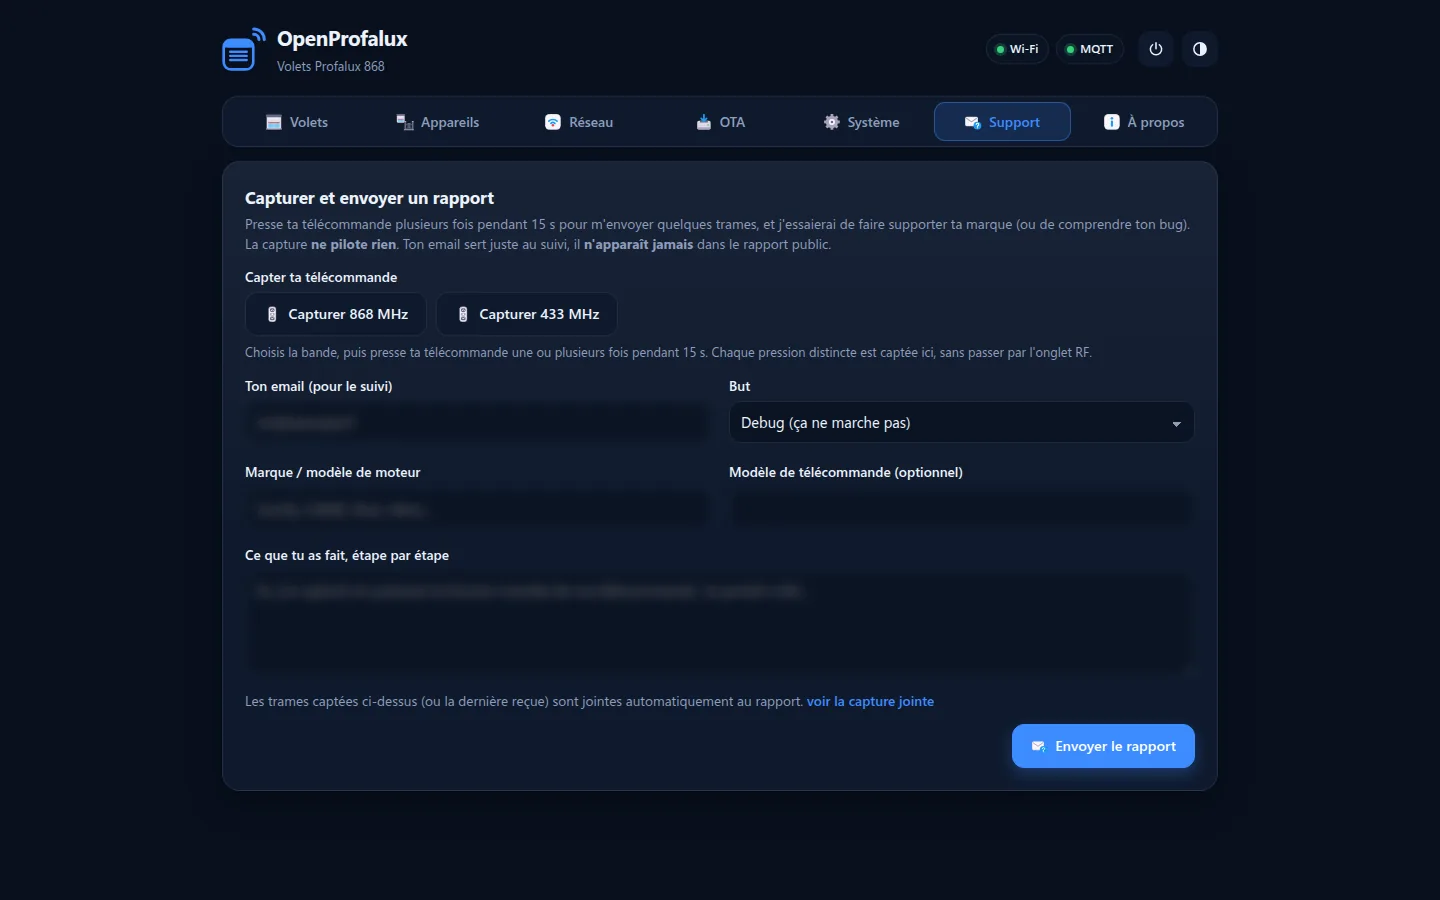 OpenProfalux
Volets Profalux 868
Wi-Fi
MQTT
Volets
Appareils
Réseau
OTA
Système
Support
À propos
Capturer et envoyer un rapport
Presse ta télécommande plusieurs fois pendant 15 s pour m'envoyer quelques trames, et j'essaierai de faire supporter ta marque (ou de comprendre ton bug).
La capture ne pilote rien. Ton email sert juste au suivi, il n'apparaît jamais dans le rapport public.
Capter ta télécommande
Capturer 868 MHz
Capturer 433 MHz
Choisis la bande, puis presse ta télécommande une ou plusieurs fois pendant 15 s. Chaque pression distincte est captée ici, sans passer par l'onglet RF.
Ton email (pour le suivi)
But
Debug (ça ne marche pas)
Marque / modèle de moteur
Modèle de télécommande (optionnel)
Ce que tu as fait, étape par étape
Les trames captées ci-dessus (ou la dernière reçue) sont jointes automatiquement au rapport. voir la capture jointe
Envoyer le rapport